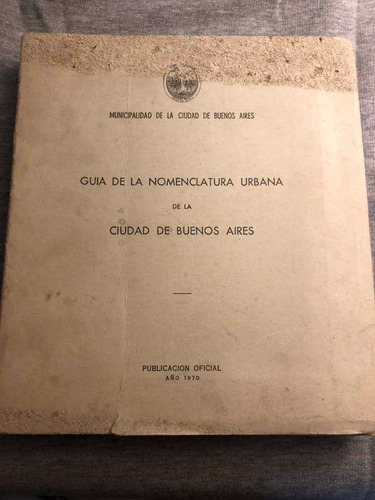 MUNICIPALIDAD DE LA CIUDAD DE BUENOS AIRES
GUIA DE LA NOMENCLATURA URBANA
DE LA
CIUDAD DE BUENOS AIRES
PUBLICACION OFICIAL
AÑO 1970